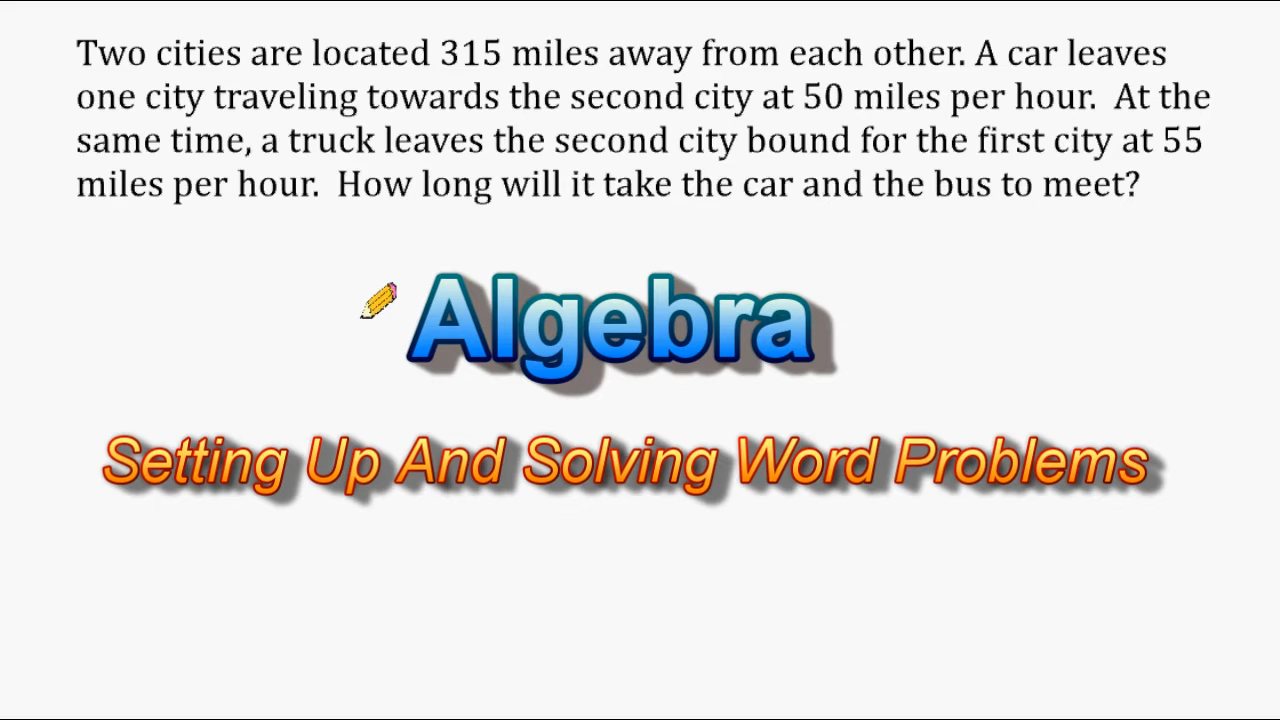 Two cities are located 315 miles away from each other. A car leaves
one city traveling towards the second city at 50 miles per hour.  At the
same time, a truck leaves the second city bound for the first city at 55
miles per hour.  How long will it take the car and the bus to meet?
Algebra
Setting Up And Solving Word Problems